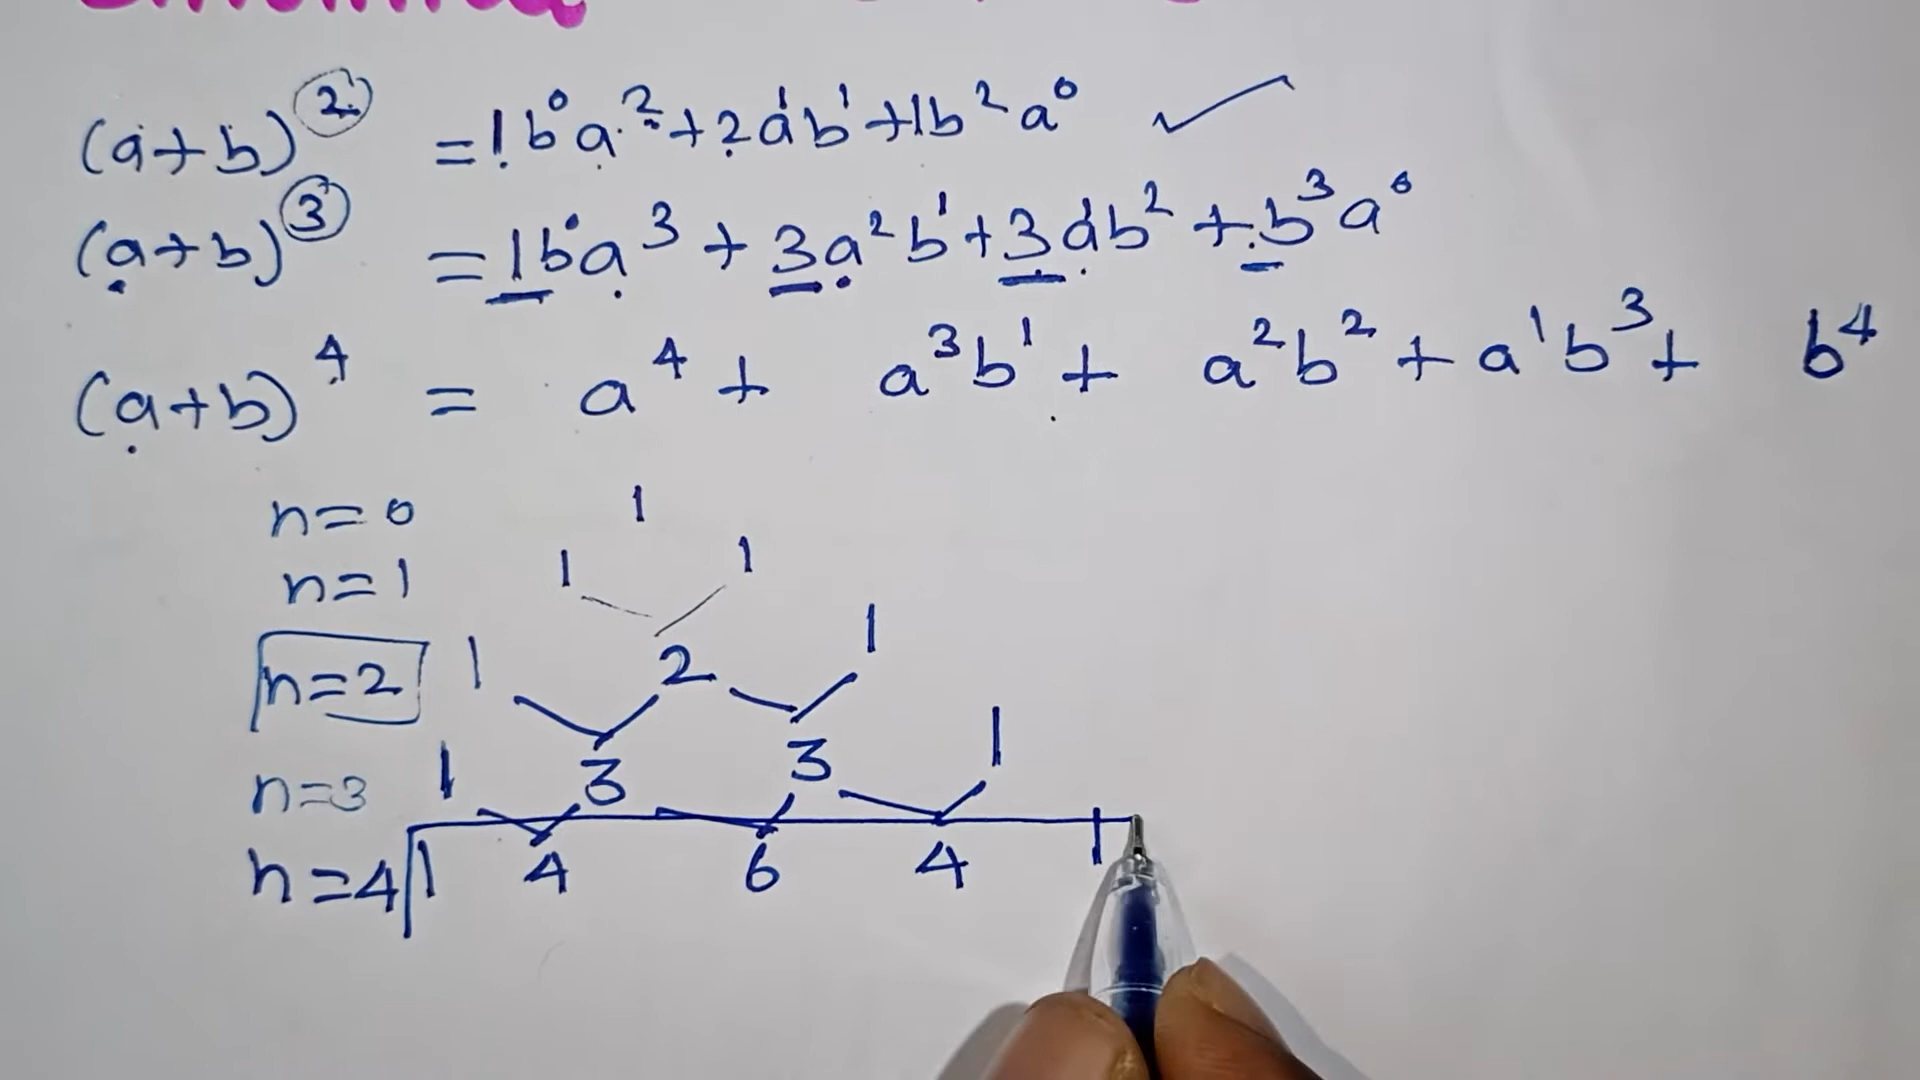 (a+b)² = 1b⁰a² + 2a¹b¹ + 1b²a⁰ ✓
(a+b)³ = 1b⁰a³ + 3a²b¹ + 3a¹b² + b³a⁰
(a+b)⁴ = a⁴ + a³b¹ + a²b² + a¹b³ + b⁴
n=0 1
n=1 1 1
n=2 1 2 1
n=3 1 3 3 1
n=4 1 4 6 4 1